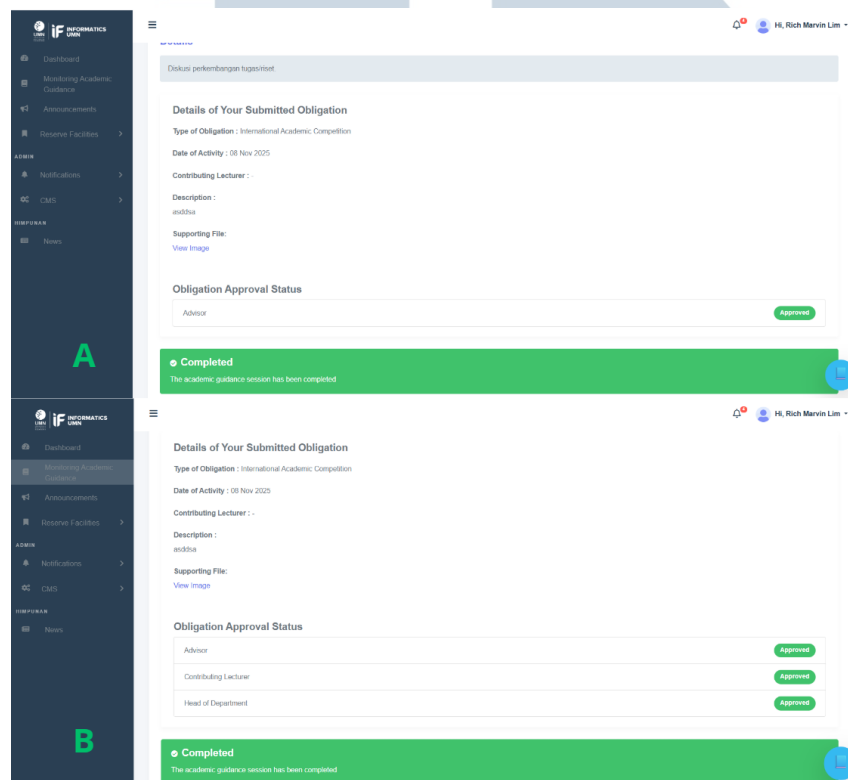 UMN
iF INFORMATICS
UMN
Hi, Rich Marvin Lim
Dashboard
Monitoring Academic
Guidance
Announcements
Reserve Facilities
ADMIN
Notifications
CMS
HIMPUNAN
News
A
Details
Diskusi perkembangan tugas/riset
Details of Your Submitted Obligation
Type of Obligation : International Academic Competition
Date of Activity : 08 Nov 2025
Contributing Lecturer : -
Description :
asddsa
Supporting File:
View Image
Obligation Approval Status
Advisor Approved
Completed
The academic guidance session has been completed
UMN
iF INFORMATICS
UMN
Hi, Rich Marvin Lim
Dashboard
Monitoring Academic
Guidance
Announcements
Reserve Facilities
ADMIN
Notifications
CMS
HIMPUNAN
News
B
Details of Your Submitted Obligation
Type of Obligation : International Academic Competition
Date of Activity : 08 Nov 2025
Contributing Lecturer : -
Description :
asddsa
Supporting File:
View Image
Obligation Approval Status
Advisor Approved
Contributing Lecturer Approved
Head of Department Approved
Completed
The academic guidance session has been completed